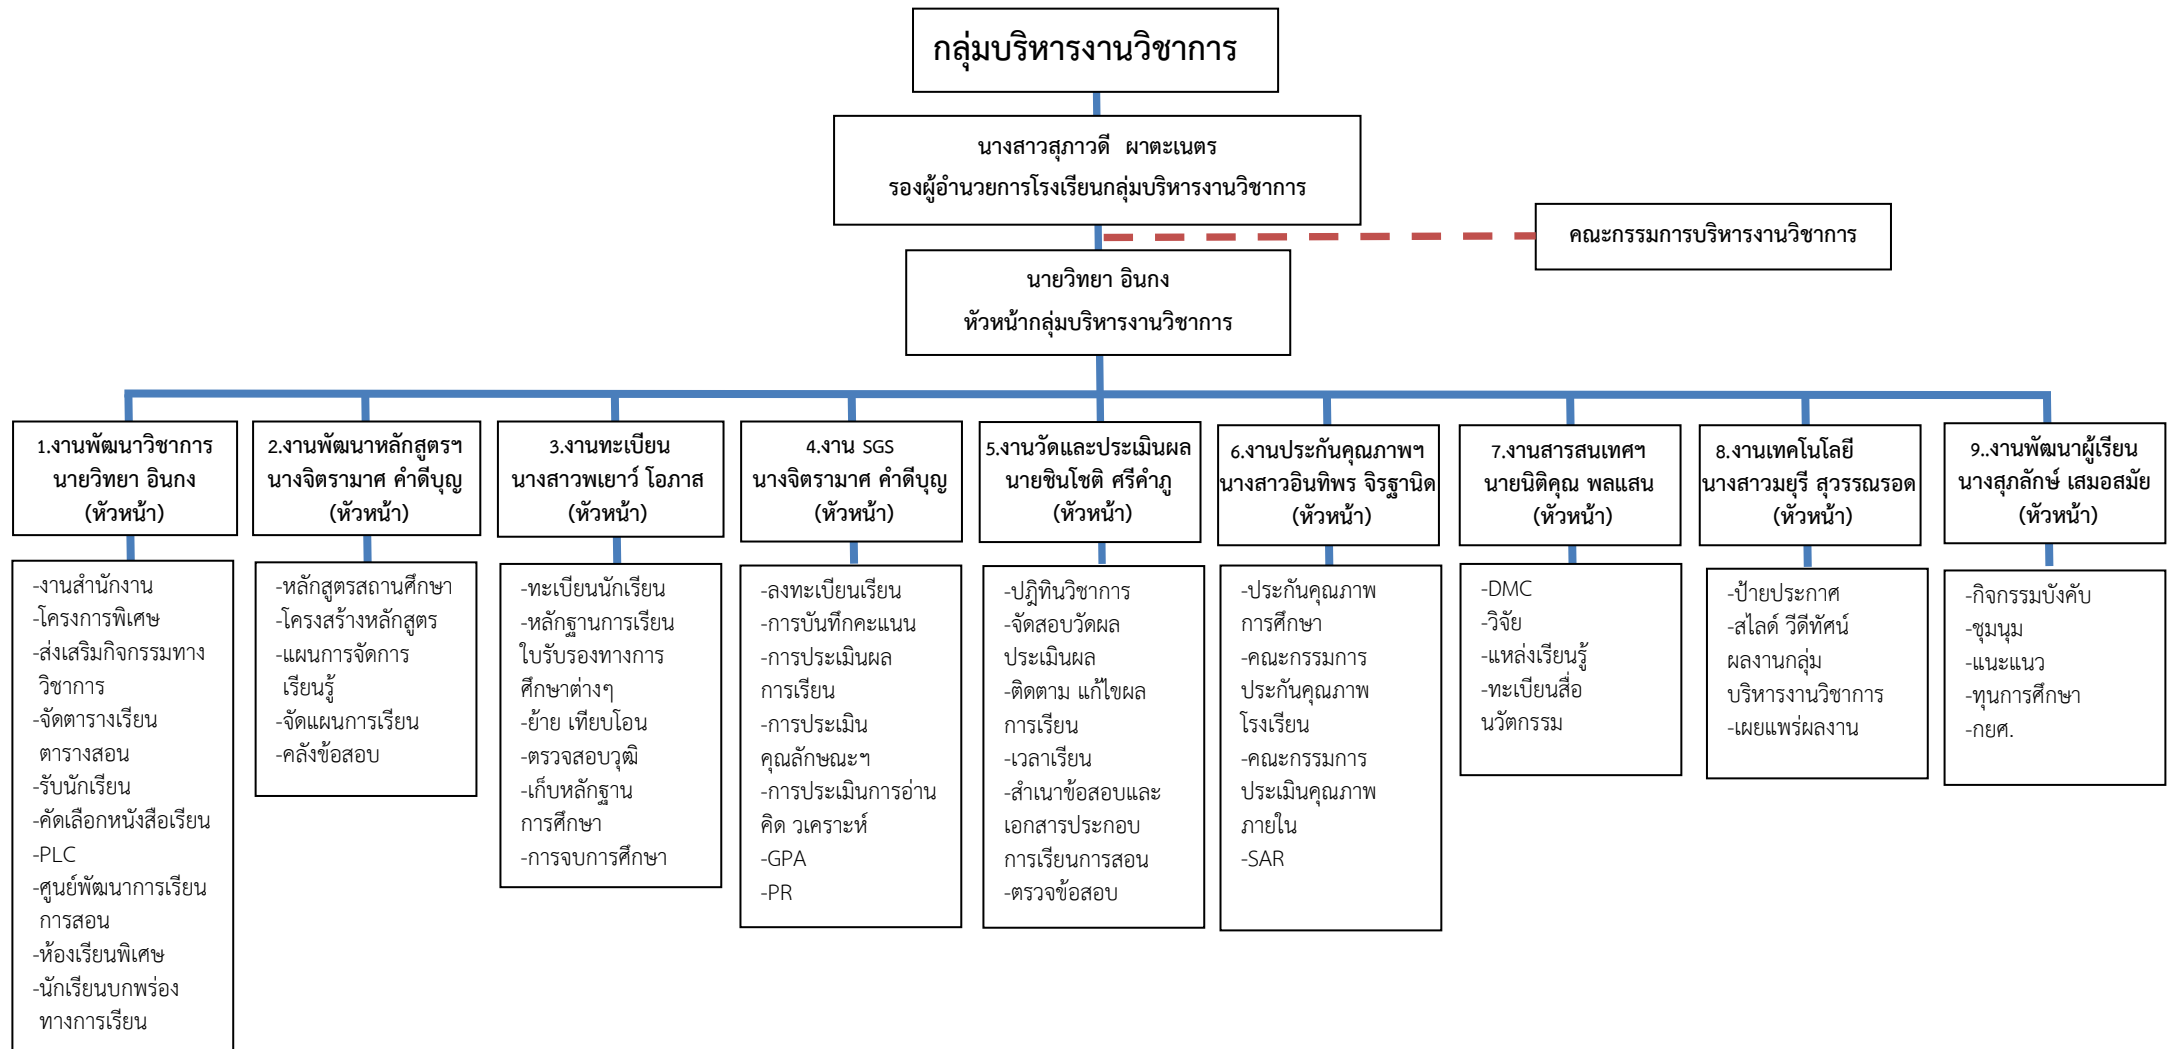 กลุ่มบริหารงานวิชาการ
นางสาวสุภาวดี ผาตะเนตร
รองผู้อำนวยการโรงเรียนกลุ่มบริหารงานวิชาการ
คณะกรรมการบริหารงานวิชาการ
นายวิทยา อินกง
หัวหน้ากลุ่มบริหารงานวิชาการ
1.งานพัฒนาวิชาการ
นายวิทยา อินกง
(หัวหน้า)
-งานสำนักงาน
-โครงการพิเศษ
-ส่งเสริมกิจกรรมทาง
วิชาการ
-จัดตารางเรียน
ตารางสอน
-รับนักเรียน
-คัดเลือกหนังสือเรียน
-PLC
-ศูนย์พัฒนาการเรียน
การสอน
-ห้องเรียนพิเศษ
-นักเรียนบกพร่อง
ทางการเรียน
2.งานพัฒนาหลักสูตรฯ
นางจิตรามาศ คำดีบุญ
(หัวหน้า)
-หลักสูตรสถานศึกษา
-โครงสร้างหลักสูตร
-แผนการจัดการ
เรียนรู้
-จัดแผนการเรียน
-คลังข้อสอบ
3.งานทะเบียน
นางสาวพเยาว์ โอภาส
(หัวหน้า)
-ทะเบียนนักเรียน
-หลักฐานการเรียน
ใบรับรองทางการ
ศึกษาต่างๆ
-ย้าย เทียบโอน
-ตรวจสอบวุฒิ
-เก็บหลักฐาน
การศึกษา
-การจบการศึกษา
4.งาน SGS
นางจิตรามาศ คำดีบุญ
(หัวหน้า)
-ลงทะเบียนเรียน
-การบันทึกคะแนน
-การประเมินผล
การเรียน
-การประเมิน
คุณลักษณะฯ
-การประเมินการอ่าน
คิด วเคราะห์
-GPA
-PR
5.งานวัดและประเมินผล
นายชินโชติ ศรีคำภู
(หัวหน้า)
-ปฎิทินวิชาการ
-จัดสอบวัดผล
ประเมินผล
-ติดตาม แก้ไขผล
การเรียน
-เวลาเรียน
-สำเนาข้อสอบและ
เอกสารประกอบ
การเรียนการสอน
-ตรวจข้อสอบ
6.งานประกันคุณภาพฯ
นางสาวอินทิพร จิรฐานิด
(หัวหน้า)
-ประกันคุณภาพ
การศึกษา
-คณะกรรมการ
ประกันคุณภาพ
โรงเรียน
-คณะกรรมการ
ประเมินคุณภาพ
ภายใน
-SAR
7.งานสารสนเทศฯ
นายนิติคุณ พลแสน
(หัวหน้า)
-DMC
-วิจัย
-แหล่งเรียนรู้
-ทะเบียนสื่อ
นวัตกรรม
8.งานเทคโนโลยี
นางสาวมยุรี สุวรรณรอด
(หัวหน้า)
-ป้ายประกาศ
-สไลด์ วีดีทัศน์
ผลงานกลุ่ม
บริหารงานวิชาการ
-เผยแพร่ผลงาน
9..งานพัฒนาผู้เรียน
นางสุภลักษ์ เสมอสมัย
(หัวหน้า)
-กิจกรรมบังคับ
-ชุมนุม
-แนะแนว
-ทุนการศึกษา
-กยศ.